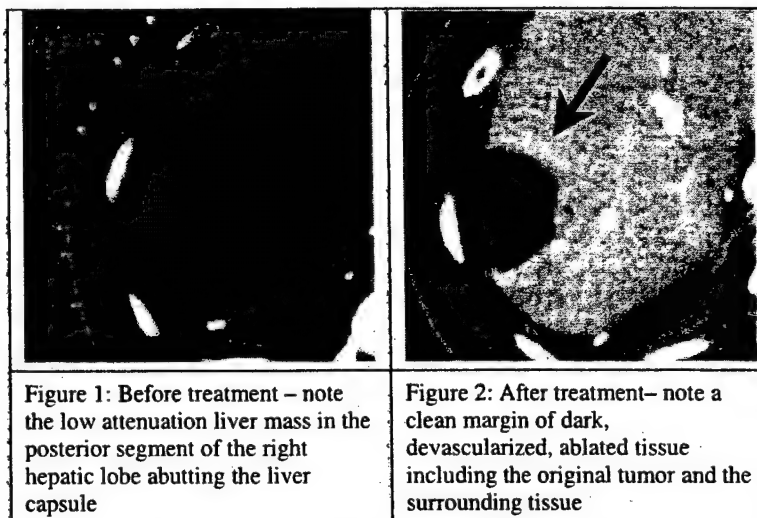 Figure 1: Before treatment – note
the low attenuation liver mass in the
posterior segment of the right
hepatic lobe abutting the liver
capsule
Figure 2: After treatment– note a
clean margin of dark,
devascularized, ablated tissue
including the original tumor and the
surrounding tissue